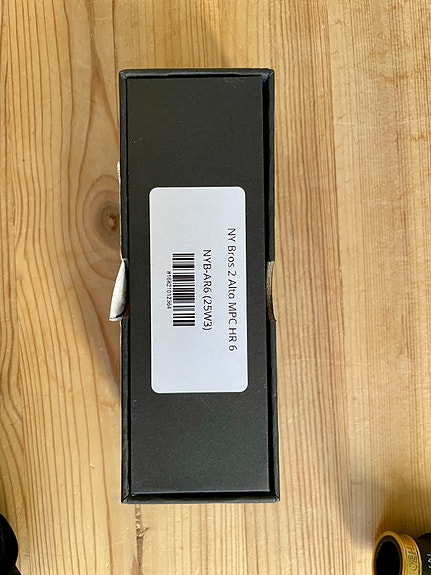 NY Bros 2 Alto MPC HR 6
NYB-AR6 (25W3)